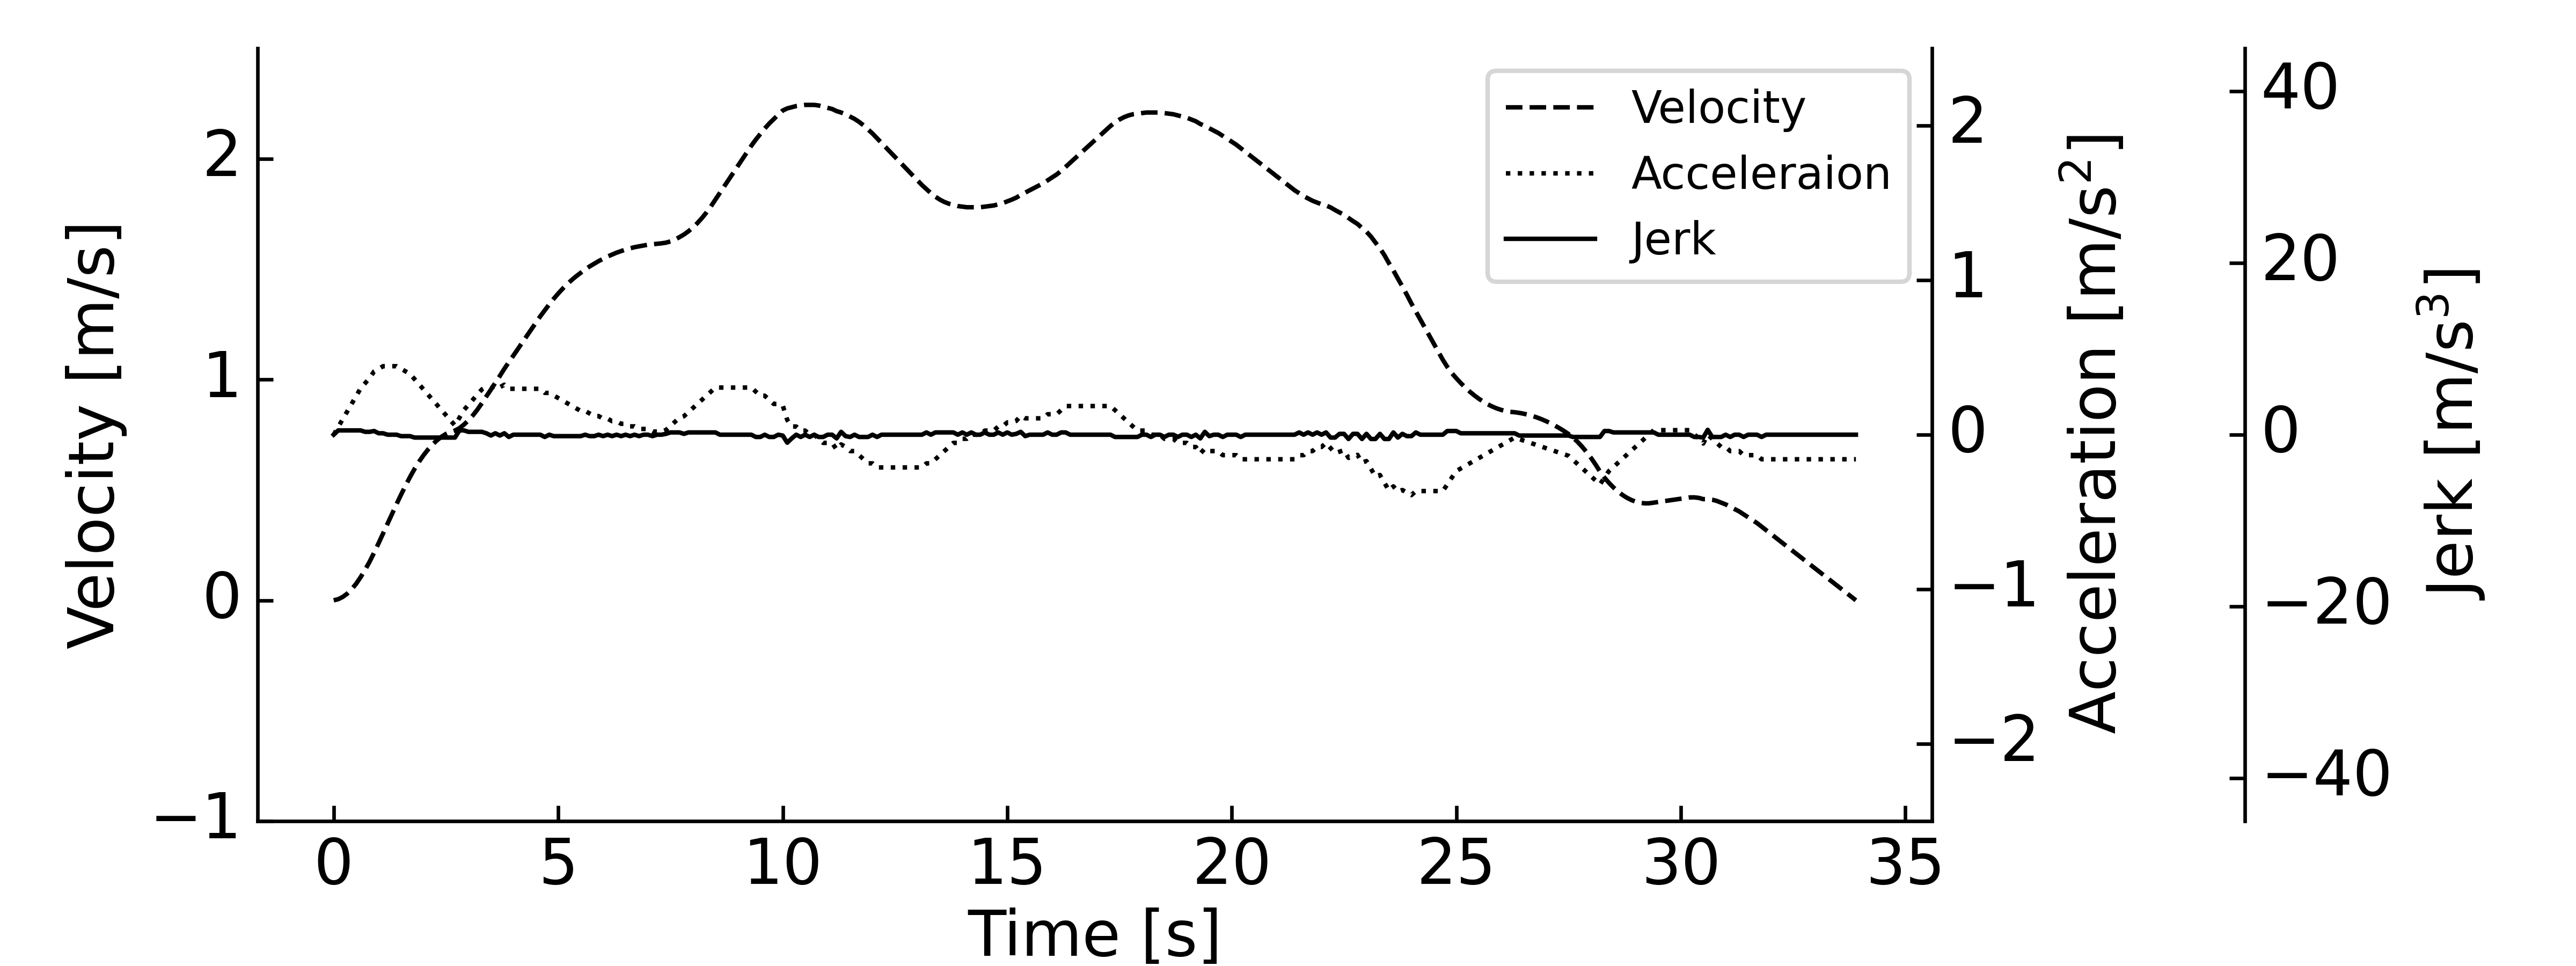 Velocity [m/s]
2
1
0
−1
0 5 10 15 20 25 30 35
Time [s]
Velocity
Acceleraion
Jerk
2
1
0
−1
−2
Acceleration [m/s²]
40
20
0
−20
−40
Jerk [m/s³]